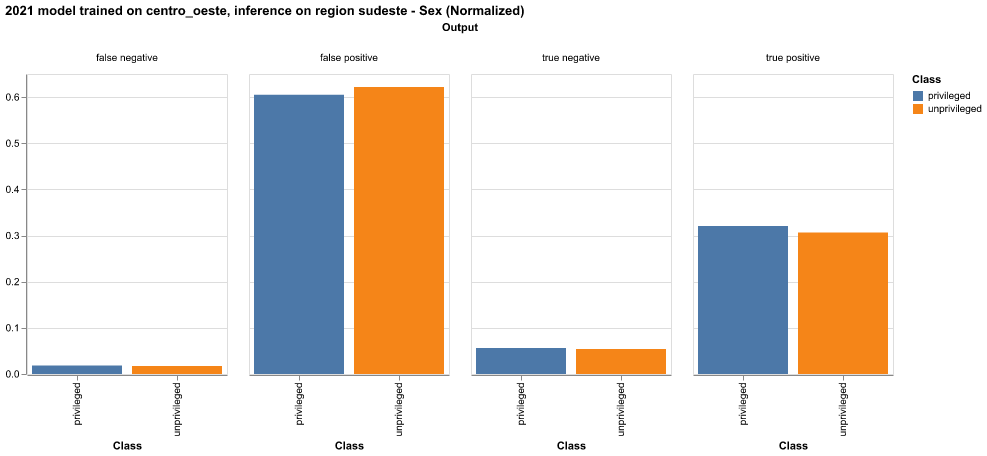 2021 model trained on centro_oeste, inference on region sudeste - Sex (Normalized)
Output
false negative
false positive
true negative
true positive
Class
privileged
unprivileged
0.6
0.5
0.4
0.3
0.2
0.1
0.0
privileged
unprivileged
privileged
unprivileged
privileged
unprivileged
privileged
unprivileged
Class
Class
Class
Class